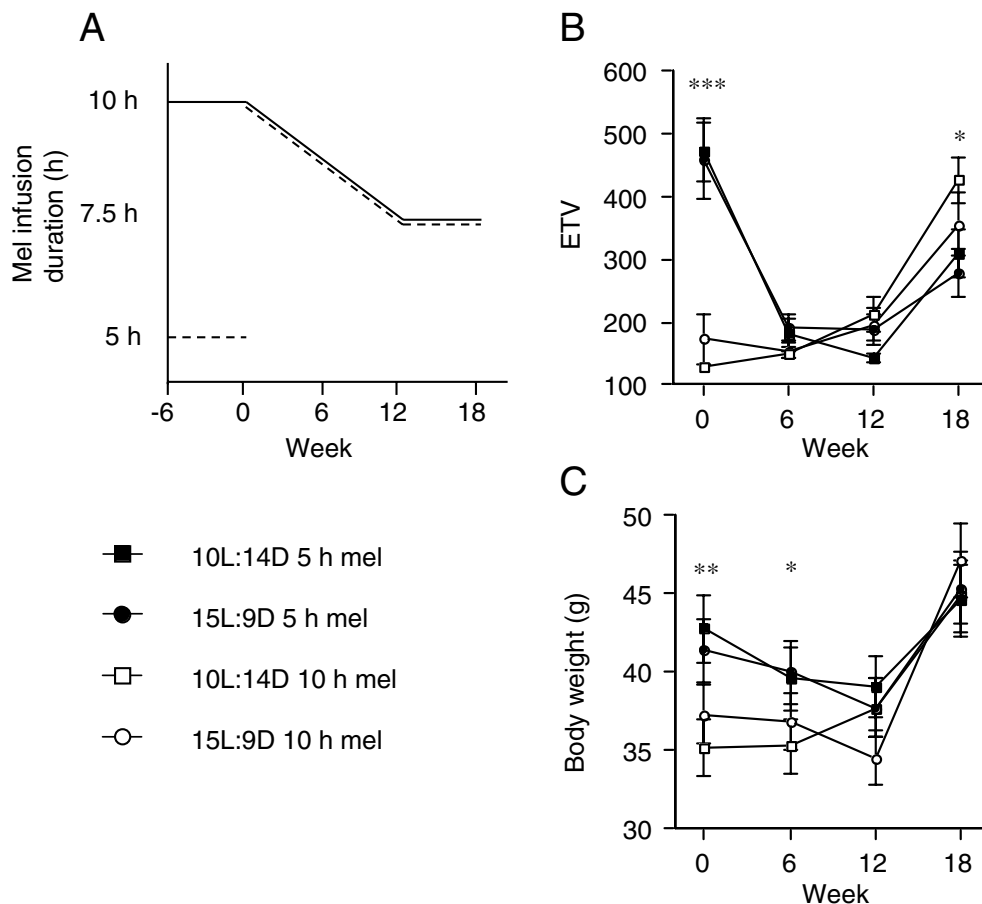 A
Mel infusion
duration (h)
10 h
7.5 h
5 h
-6 0 6 12 18
Week
B
ETV
600
500
400
300
200
100
***
*
0 6 12 18
Week
10L:14D 5 h mel
15L:9D 5 h mel
10L:14D 10 h mel
15L:9D 10 h mel
C
Body weight (g)
50
45
40
35
30
**
*
0 6 12 18
Week